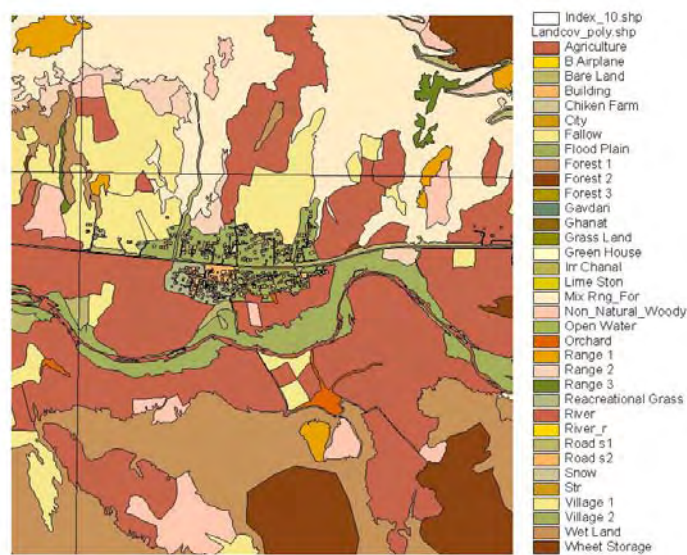 Index_10.shp
Landcov_poly.shp
Agriculture
B Airplane
Bare Land
Building
Chiken Farm
City
Fallow
Flood Plain
Forest 1
Forest 2
Forest 3
Gavdari
Ghanat
Grass Land
Green House
Irr Chanal
Lime Ston
Mix Rng_For
Non_Natural_Woody
Open Water
Orchard
Range 1
Range 2
Range 3
Reacreational Grass
River
River_r
Road s1
Road s2
Snow
Str
Village 1
Village 2
Wet Land
Wheet Storage